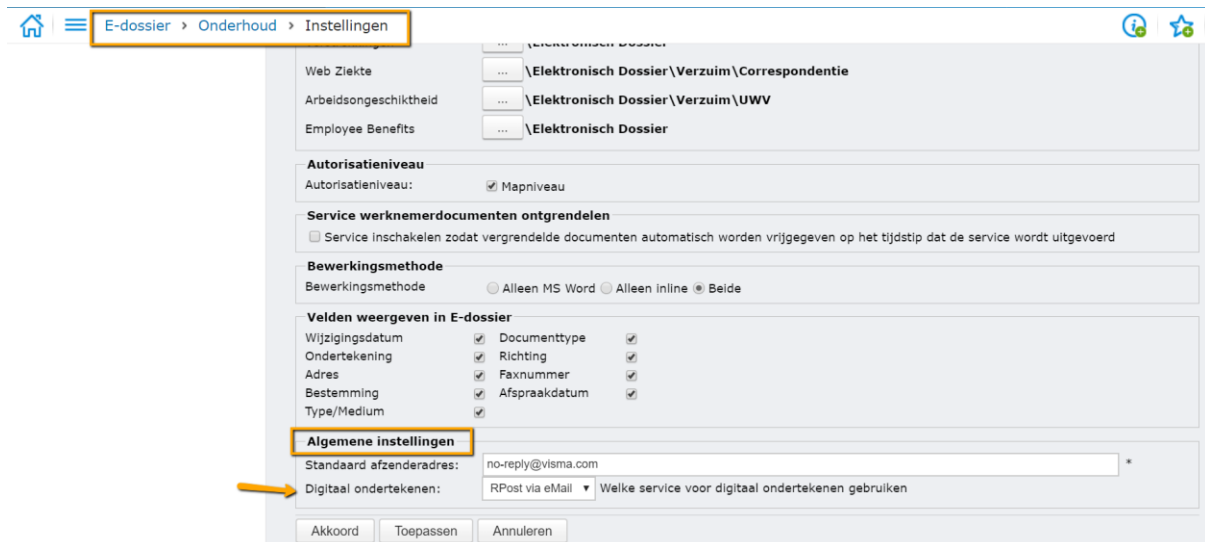 E-dossier > Onderhoud > Instellingen
... \Elektronisch Dossier
Web Ziekte ... \Elektronisch Dossier\Verzuim\Correspondentie
Arbeidsongeschiktheid ... \Elektronisch Dossier\Verzuim\UWV
Employee Benefits ... \Elektronisch Dossier
Autorisatieniveau
Autorisatieniveau: Mapniveau
Service werknemerdocumenten ontgrendelen
Service inschakelen zodat vergrendelde documenten automatisch worden vrijgegeven op het tijdstip dat de service wordt uitgevoerd
Bewerkingsmethode
Bewerkingsmethode Alleen MS Word Alleen inline Beide
Velden weergeven in E-dossier
Wijzigingsdatum Documenttype
Ondertekening Richting
Adres Faxnummer
Bestemming Afspraakdatum
Type/Medium
Algemene instellingen
Standaard afzenderadres: no-reply@visma.com *
Digitaal ondertekenen: RPost via eMail Welke service voor digitaal ondertekenen gebruiken
Akkoord Toepassen Annuleren